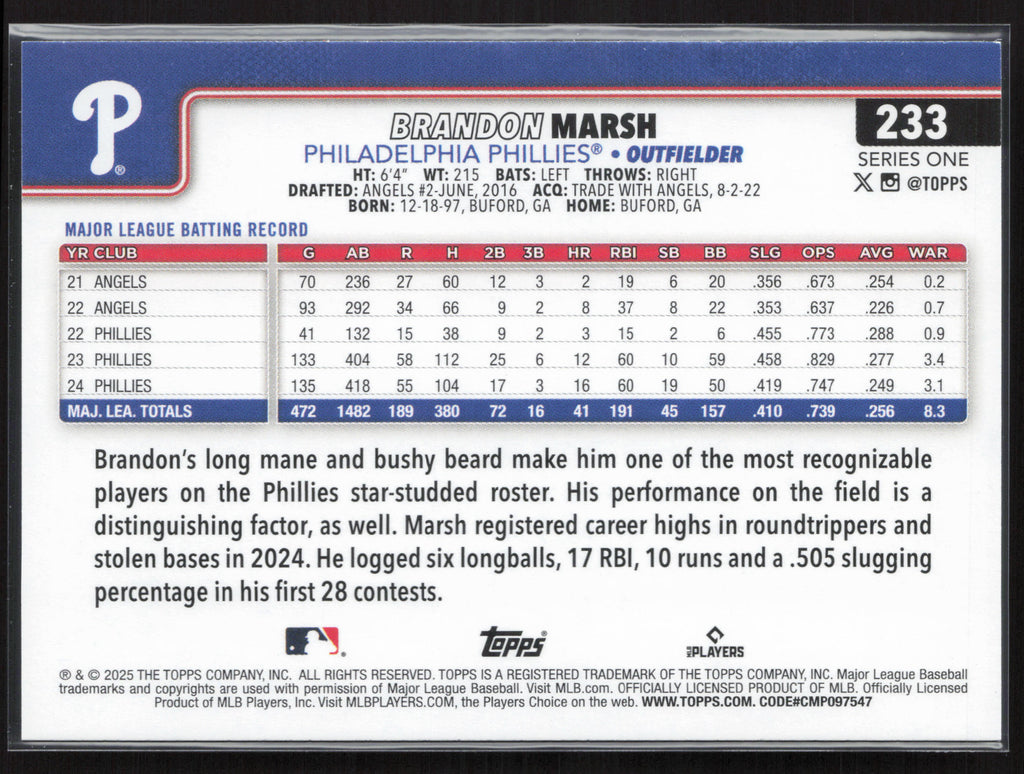 P®
BRANDON MARSH
233
PHILADELPHIA PHILLIES® • OUTFIELDER
SERIES ONE
HT: 6'4" WT: 215 BATS: LEFT THROWS: RIGHT
X @TOPPS
DRAFTED: ANGELS #2-JUNE, 2016 ACQ: TRADE WITH ANGELS, 8-2-22
BORN: 12-18-97, BUFORD, GA HOME: BUFORD, GA
MAJOR LEAGUE BATTING RECORD
YR CLUB G AB R H 2B 3B HR RBI SB BB SLG OPS AVG WAR
21 ANGELS 70 236 27 60 12 3 2 19 6 20 .356 .673 .254 0.2
22 ANGELS 93 292 34 66 9 2 8 37 8 22 .353 .637 .226 0.7
22 PHILLIES 41 132 15 38 9 2 3 15 2 6 .455 .773 .288 0.9
23 PHILLIES 133 404 58 112 25 6 12 60 10 59 .458 .829 .277 3.4
24 PHILLIES 135 418 55 104 17 3 16 60 19 50 .419 .747 .249 3.1
MAJ. LEA. TOTALS 472 1482 189 380 72 16 41 191 45 157 .410 .739 .256 8.3
Brandon's long mane and bushy beard make him one of the most recognizable
players on the Phillies star-studded roster. His performance on the field is a
distinguishing factor, as well. Marsh registered career highs in roundtrippers and
stolen bases in 2024. He logged six longballs, 17 RBI, 10 runs and a .505 slugging
percentage in his first 28 contests.
Topps® MLB PLAYERS
® & © 2025 THE TOPPS COMPANY, INC. ALL RIGHTS RESERVED. TOPPS IS A REGISTERED TRADEMARK OF THE TOPPS COMPANY, INC. Major League Baseball
trademarks and copyrights are used with permission of Major League Baseball. Visit MLB.com. OFFICIALLY LICENSED PRODUCT OF MLB. Officially Licensed
Product of MLB Players, Inc. Visit MLBPLAYERS.COM, the Players Choice on the web. WWW.TOPPS.COM. CODE#CMP097547